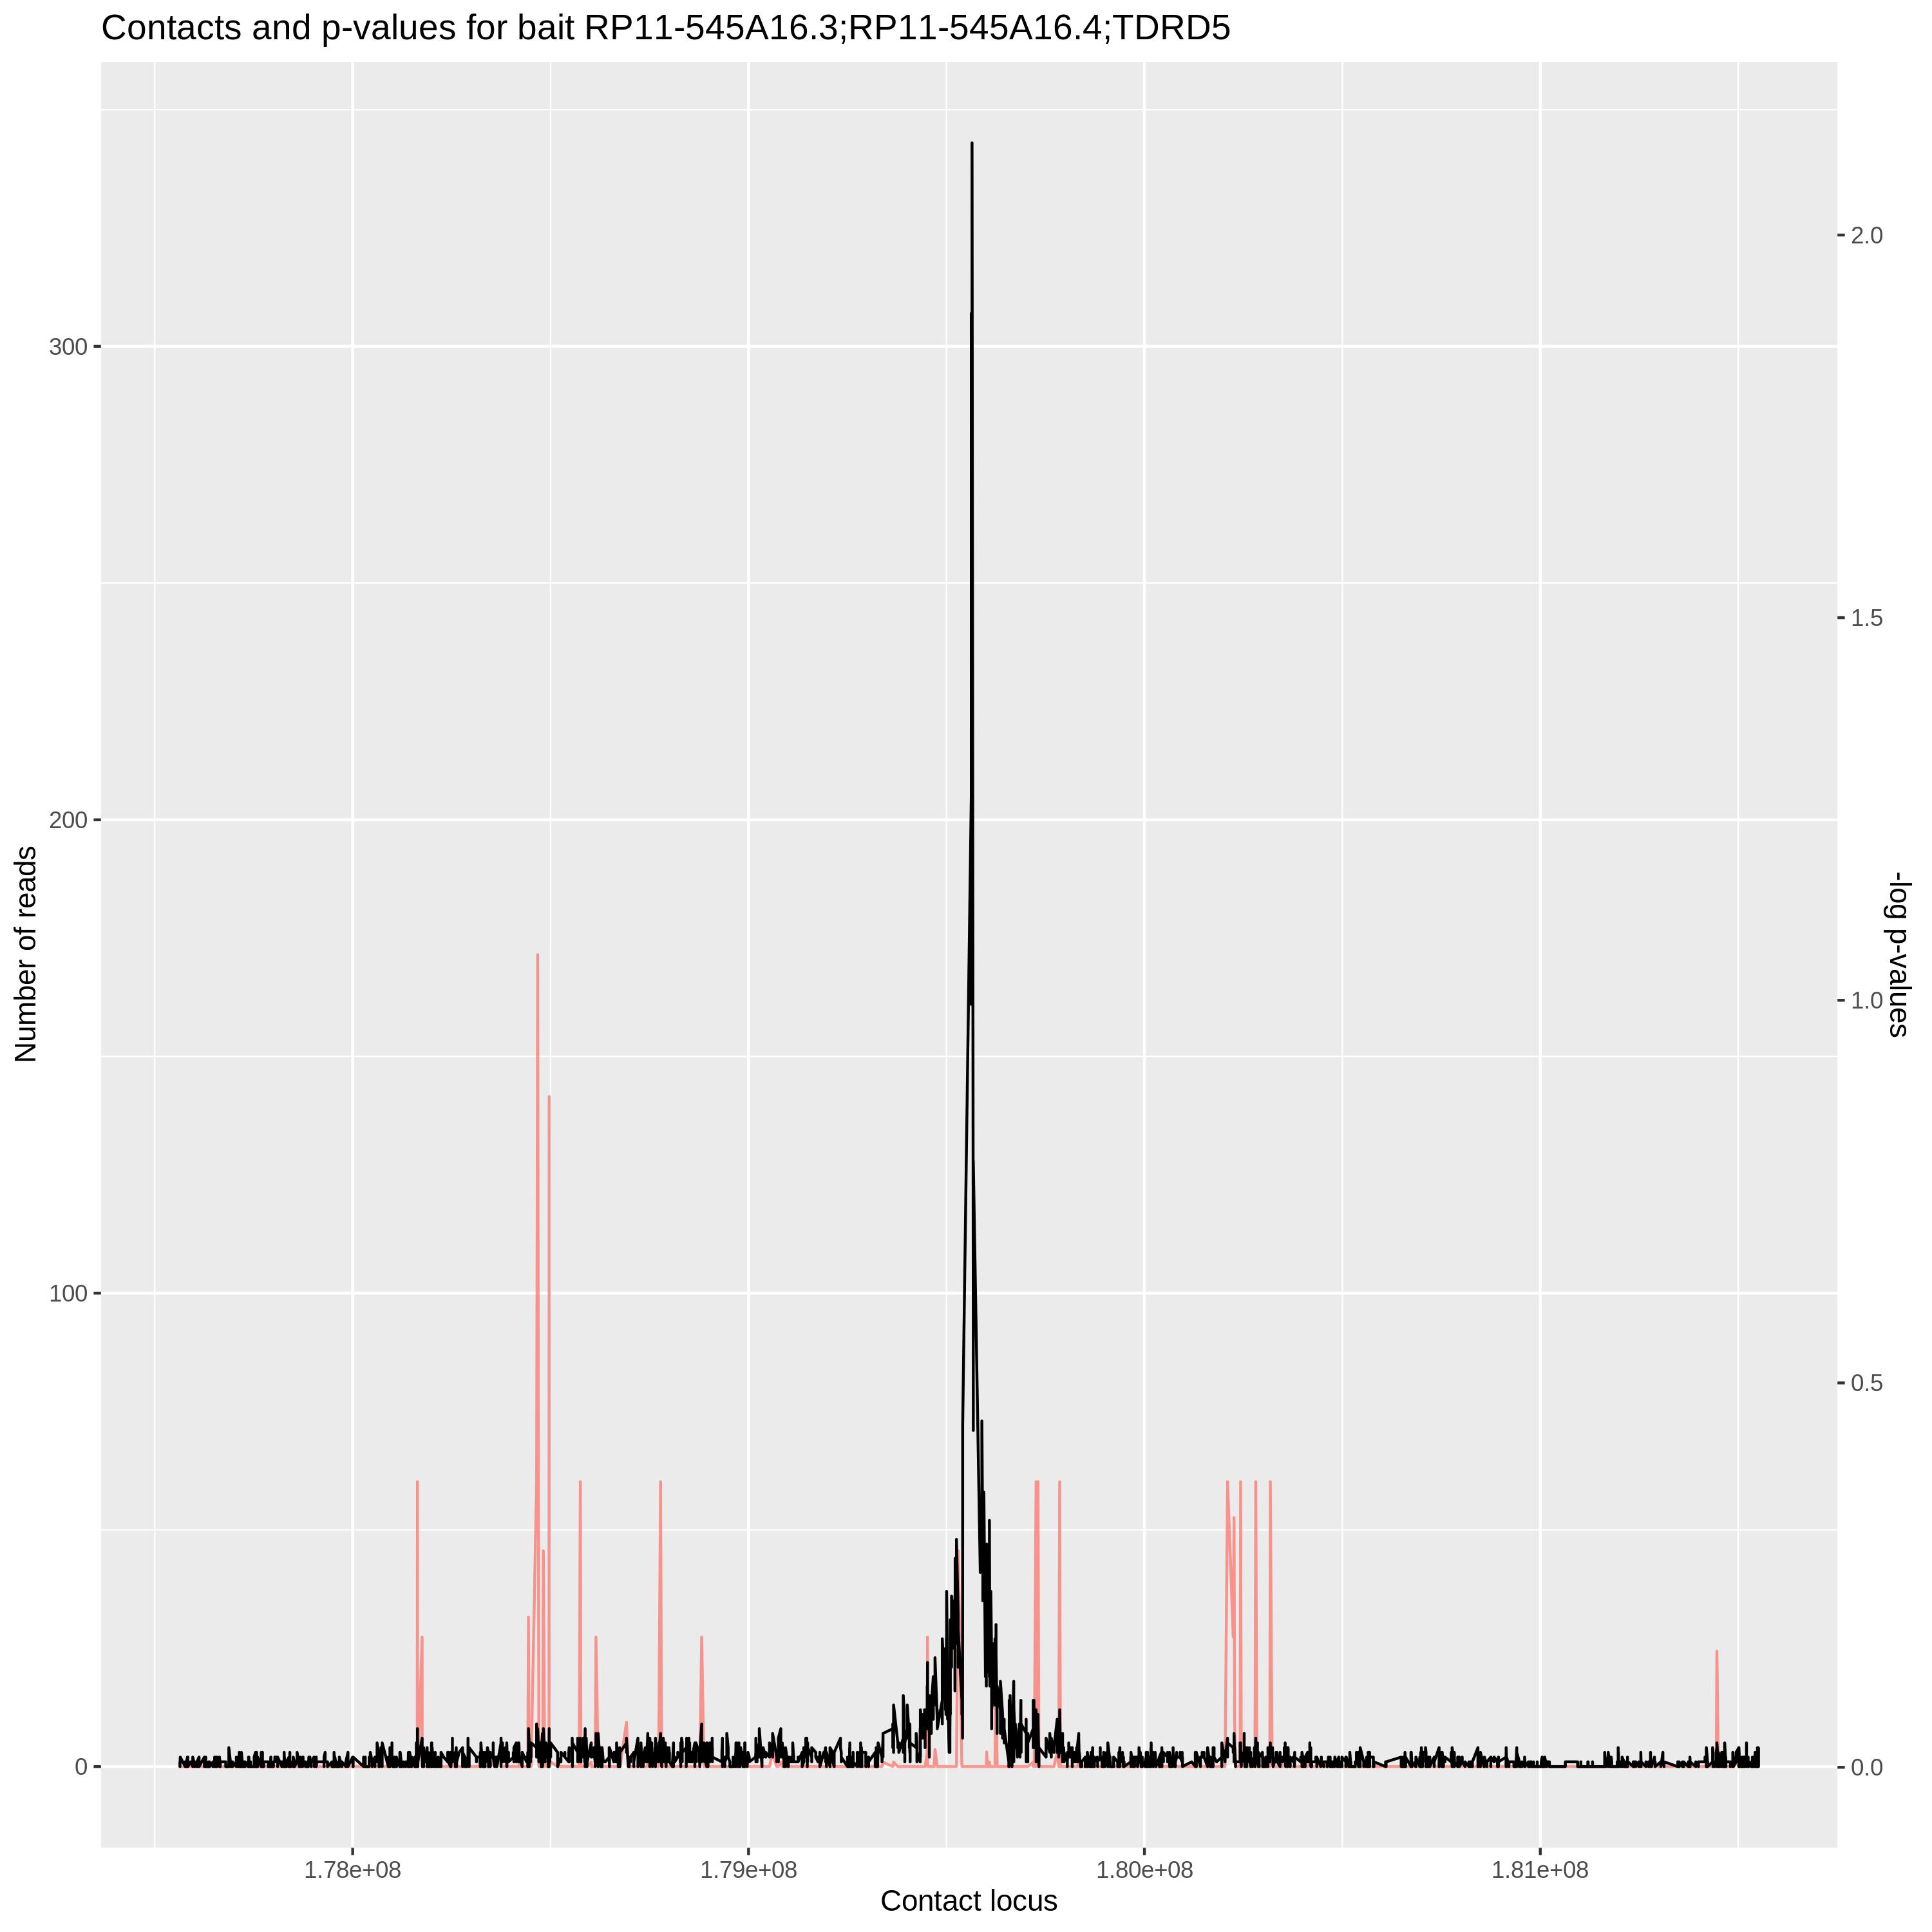 Contacts and p-values for bait RP11-545A16.3;RP11-545A16.4;TDRD5
Number of reads
300
200
100
0
2.0
1.5
1.0
0.5
0.0
-log p-values
1.78e+08
1.79e+08
1.80e+08
1.81e+08
Contact locus